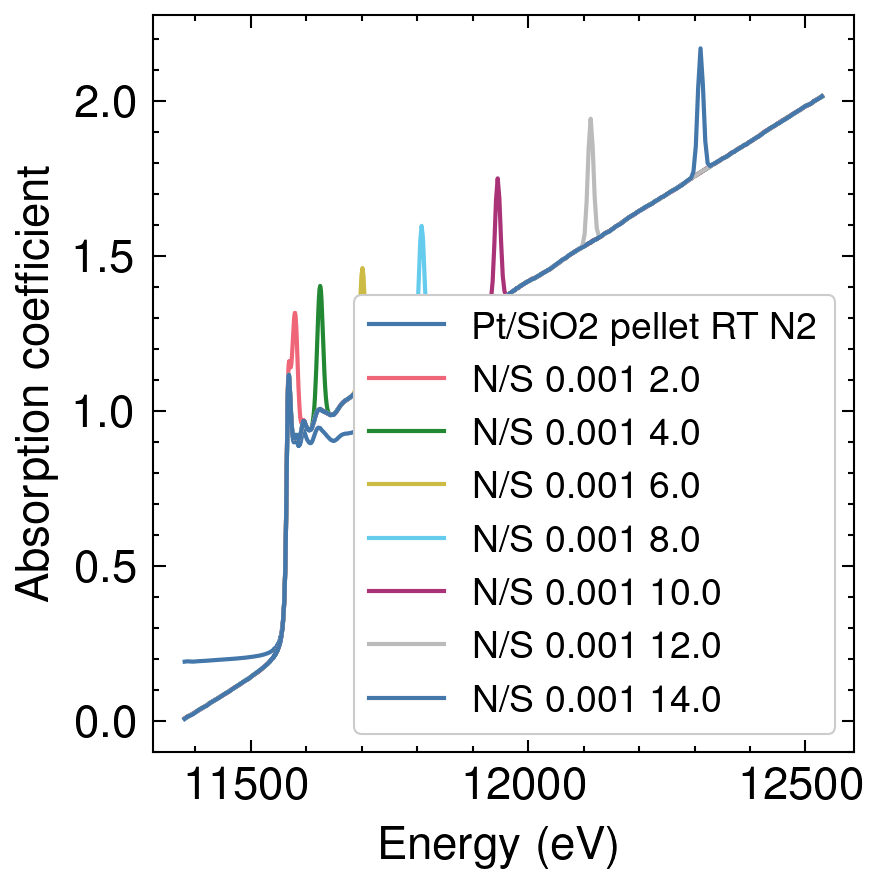 Absorption coefficient
2.0
1.5
1.0
0.5
0.0
Pt/SiO2 pellet RT N2
N/S 0.001 2.0
N/S 0.001 4.0
N/S 0.001 6.0
N/S 0.001 8.0
N/S 0.001 10.0
N/S 0.001 12.0
N/S 0.001 14.0
11500 12000 12500
Energy (eV)